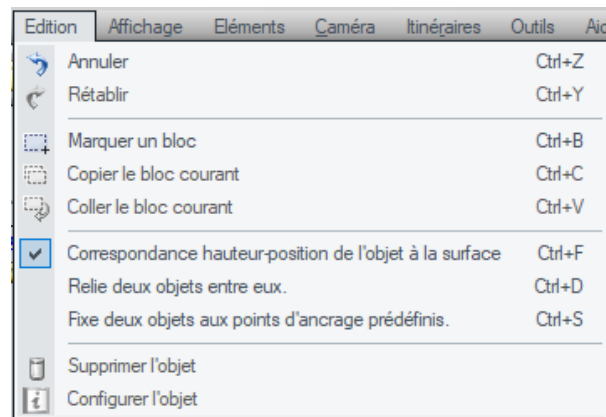 Edition Affichage Eléments Caméra Itinéraires Outils
Annuler Ctrl+Z
Rétablir Ctrl+Y
Marquer un bloc Ctrl+B
Copier le bloc courant Ctrl+C
Coller le bloc courant Ctrl+V
Correspondance hauteur-position de l'objet à la surface Ctrl+F
Relie deux objets entre eux. Ctrl+D
Fixe deux objets aux points d'ancrage prédéfinis. Ctrl+S
Supprimer l'objet
Configurer l'objet